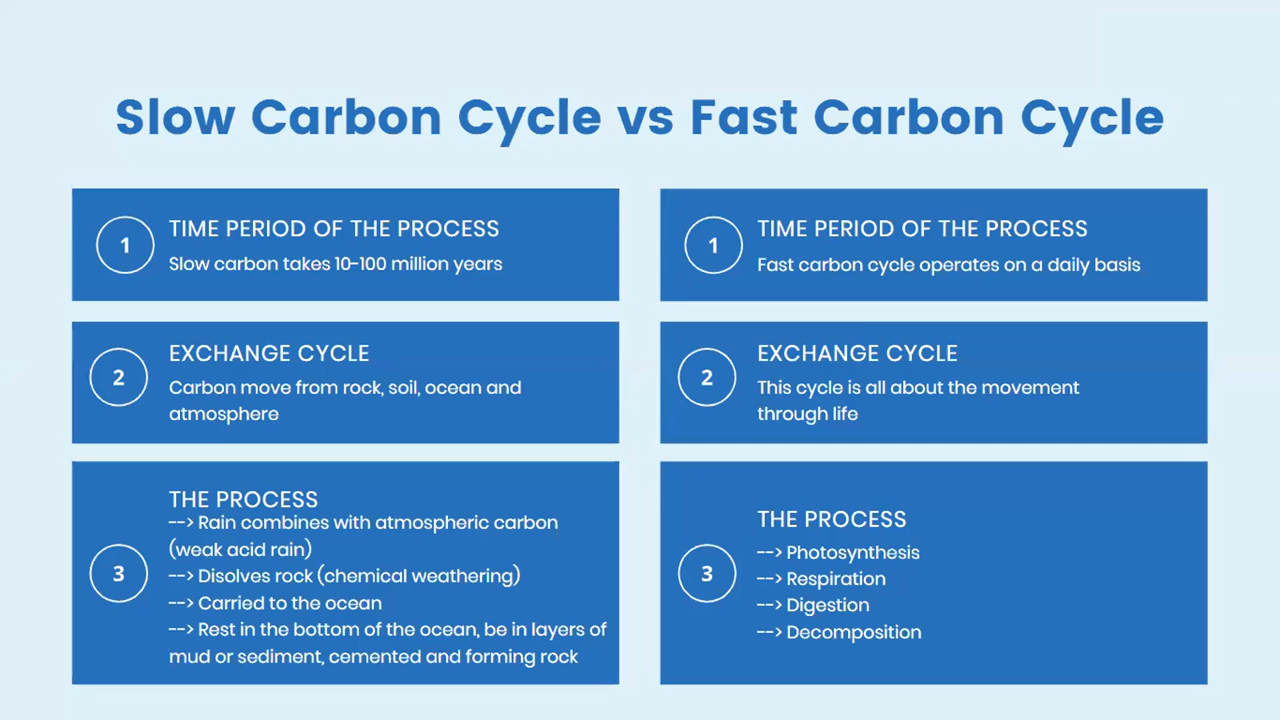 Slow Carbon Cycle vs Fast Carbon Cycle
1
TIME PERIOD OF THE PROCESS
Slow carbon takes 10-100 million years
2
EXCHANGE CYCLE
Carbon move from rock, soil, ocean and
atmosphere
3
THE PROCESS
--> Rain combines with atmospheric carbon
(weak acid rain)
--> Disolves rock (chemical weathering)
--> Carried to the ocean
--> Rest in the bottom of the ocean, be in layers of
mud or sediment, cemented and forming rock
1
TIME PERIOD OF THE PROCESS
Fast carbon cycle operates on a daily basis
2
EXCHANGE CYCLE
This cycle is all about the movement
through life
3
THE PROCESS
--> Photosynthesis
--> Respiration
--> Digestion
--> Decomposition